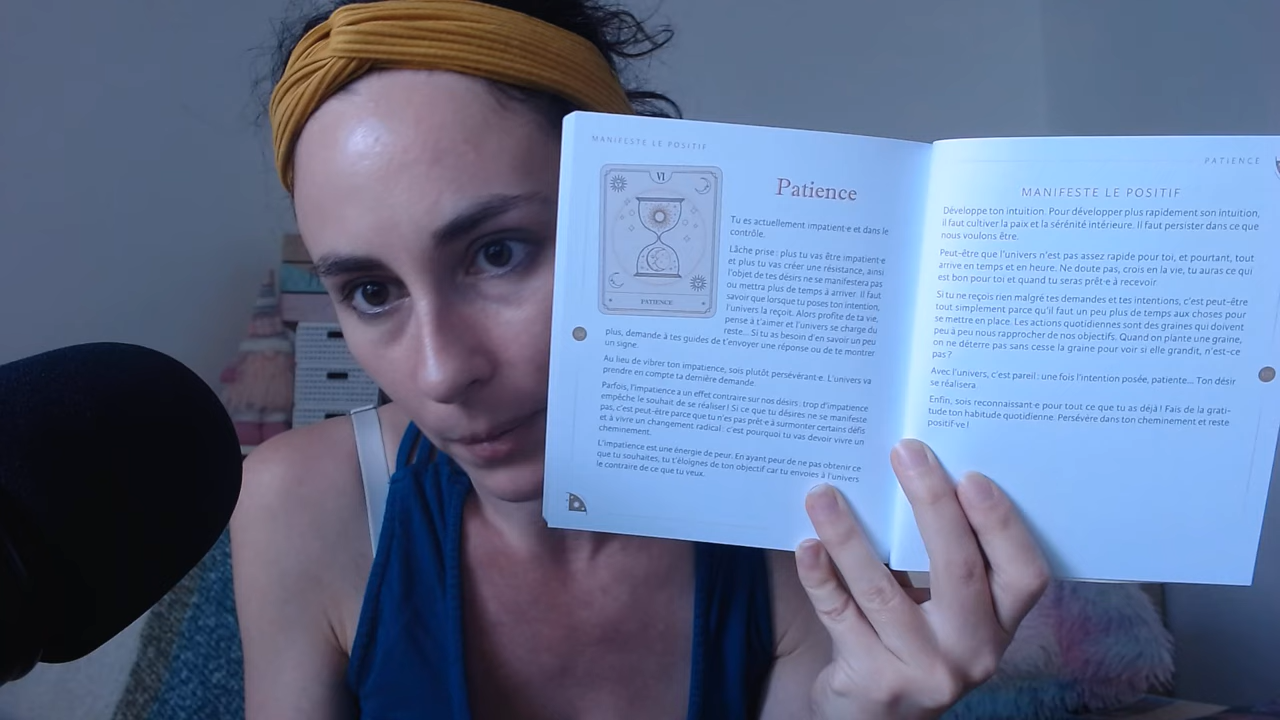 MANIFESTE LE POSITIF
VI
PATIENCE
Patience
Tu es actuellement impatient·e et dans le
contrôle.
Lâche prise : plus tu vas être impatient·e
et plus tu vas créer une résistance, ainsi
l'objet de tes désirs ne se manifestera pas
ou mettra plus de temps à arriver. Il faut
savoir que lorsque tu poses ton intention,
l'univers la reçoit. Alors profite de ta vie,
pense à t'aimer et l'univers se charge du
reste... Si tu as besoin d'en savoir un peu
plus, demande à tes guides de t'envoyer une réponse ou de te montrer
un signe.
Au lieu de vibrer ton impatience, sois plutôt persévérant·e. L'univers va
prendre en compte ta dernière demande.
Parfois, l'impatience a un effet contraire sur nos désirs : trop d'impatience
empêche le souhait de se réaliser ! Si ce que tu désires ne se manifeste
pas, c'est peut-être parce que tu n'es pas prêt·e à surmonter certains défis
et à vivre un changement radical : c'est pourquoi tu vas devoir vivre un
cheminement.
L'impatience est une énergie de peur. En ayant peur de ne pas obtenir ce
que tu souhaites, tu t'éloignes de ton objectif car tu envoies à l'univers
le contraire de ce que tu veux.
PATIENCE
MANIFESTE LE POSITIF
Développe ton intuition. Pour développer plus rapidement son intuition,
il faut cultiver la paix et la sérénité intérieure. Il faut persister dans ce que
nous voulons être.
Peut-être que l'univers n'est pas assez rapide pour toi, et pourtant, tout
arrive en temps et en heure. Ne doute pas, crois en la vie, tu auras ce qui
est bon pour toi et quand tu seras prêt·e à recevoir
Si tu ne reçois rien malgré tes demandes et tes intentions, c'est peut-être
tout simplement parce qu'il faut un peu plus de temps aux choses pour
se mettre en place. Les actions quotidiennes sont des graines qui doivent
peu à peu nous rapprocher de nos objectifs. Quand on plante une graine,
on ne déterre pas sans cesse la graine pour voir si elle grandit, n'est-ce
pas ?
Avec l'univers, c'est pareil : une fois l'intention posée, patiente... Ton désir
se réalisera.
Enfin, sois reconnaissant·e pour tout ce que tu as déjà ! Fais de la grati-
tude ton habitude quotidienne. Persévère dans ton cheminement et reste
positif·ve !